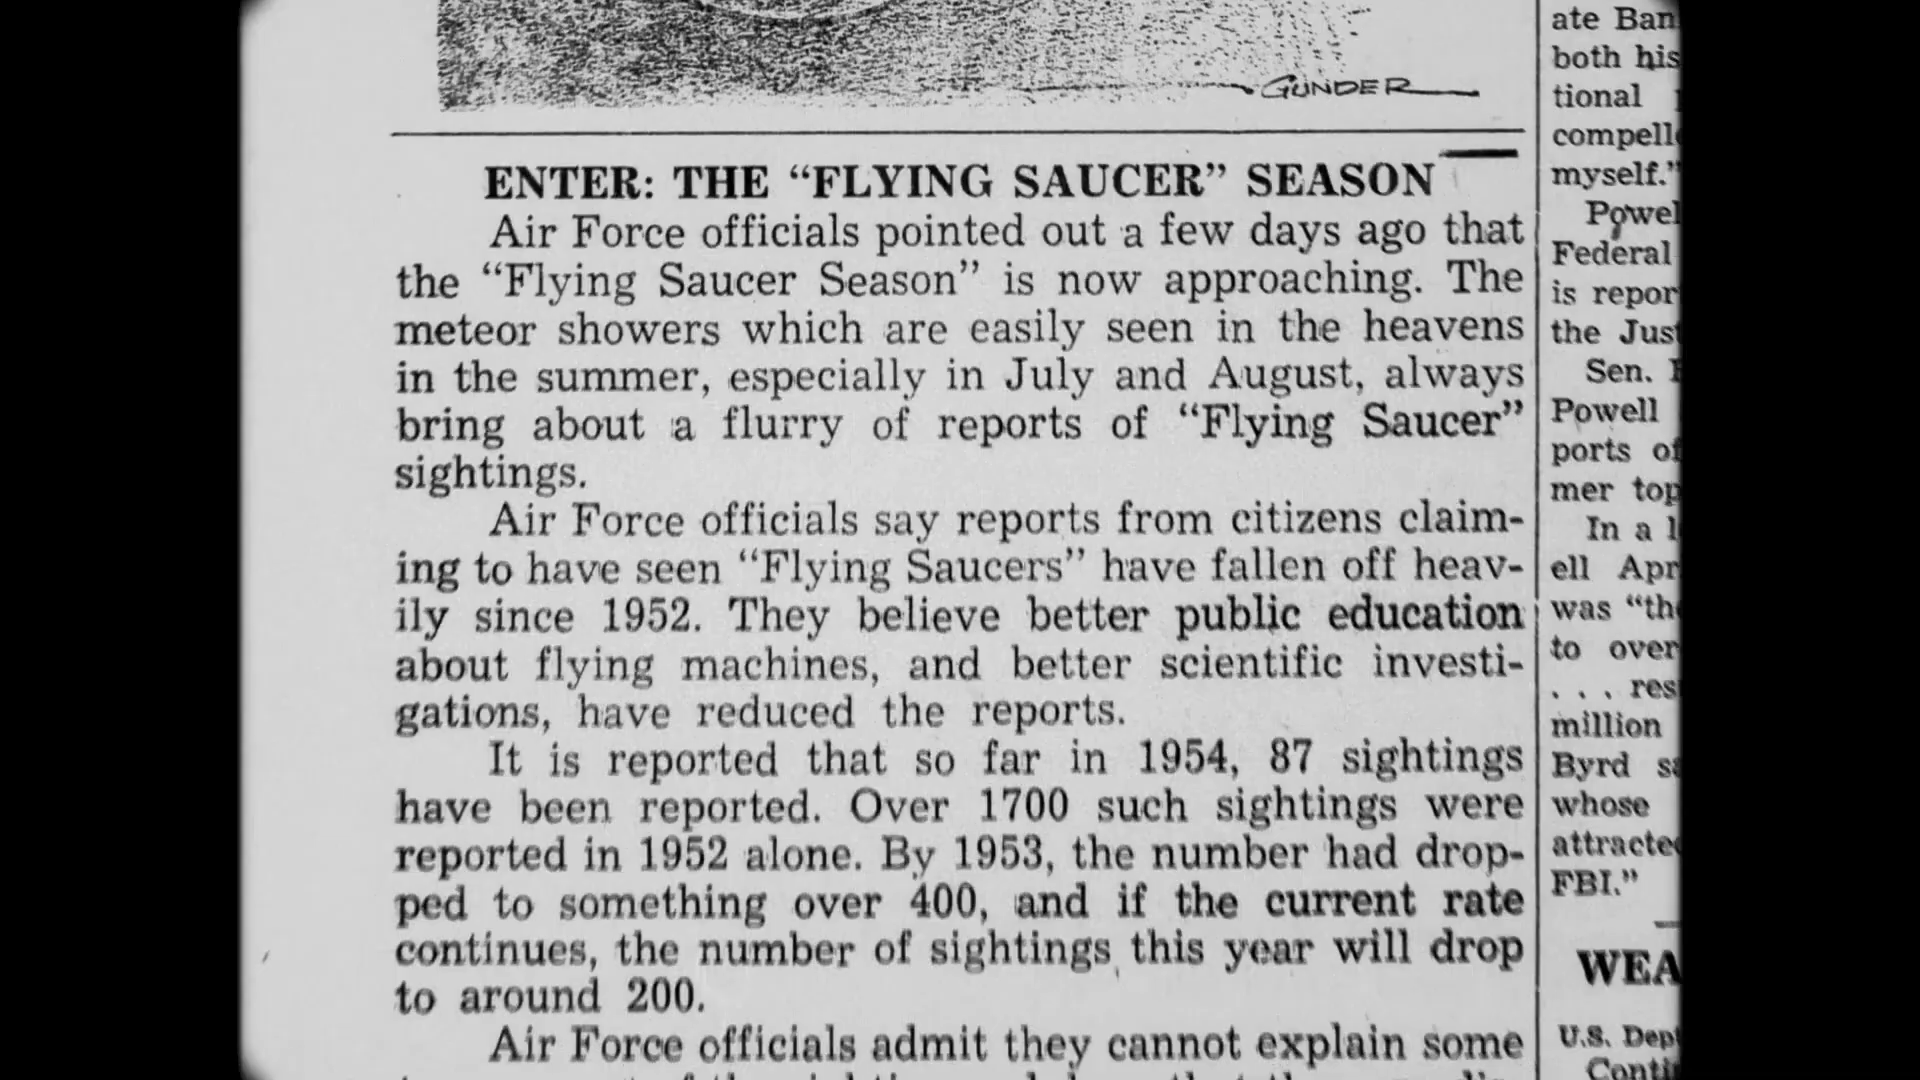 GUNDER
ENTER: THE “FLYING SAUCER” SEASON
Air Force officials pointed out a few days ago that
the “Flying Saucer Season” is now approaching. The
meteor showers which are easily seen in the heavens
in the summer, especially in July and August, always
bring about a flurry of reports of “Flying Saucer”
sightings.
Air Force officials say reports from citizens claim-
ing to have seen “Flying Saucers” have fallen off heav-
ily since 1952. They believe better public education
about flying machines, and better scientific investi-
gations, have reduced the reports.
It is reported that so far in 1954, 87 sightings
have been reported. Over 1700 such sightings were
reported in 1952 alone. By 1953, the number had drop-
ped to something over 400, and if the current rate
continues, the number of sightings this year will drop
to around 200.
Air Force officials admit they cannot explain some
ate Ban
both his
tional
compell
myself.”
Powel
Federal
is repor
the Just
Sen.
Powell
ports of
mer top
In a l
ell Apr
was “th
to over
. . . res
million
Byrd sa
whose
attracted
FBI.”
WEA
U.S. Dept
Conti